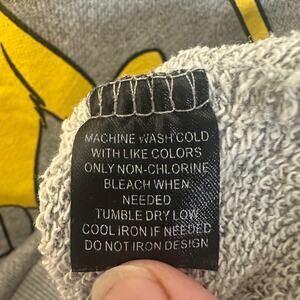 MACHINE WASH COLD
WITH LIKE COLORS
ONLY NON-CHLORINE
BLEACH WHEN
NEEDED
TUMBLE DRY LOW
COOL IRON IF NEEDED
DO NOT IRON DESIGN